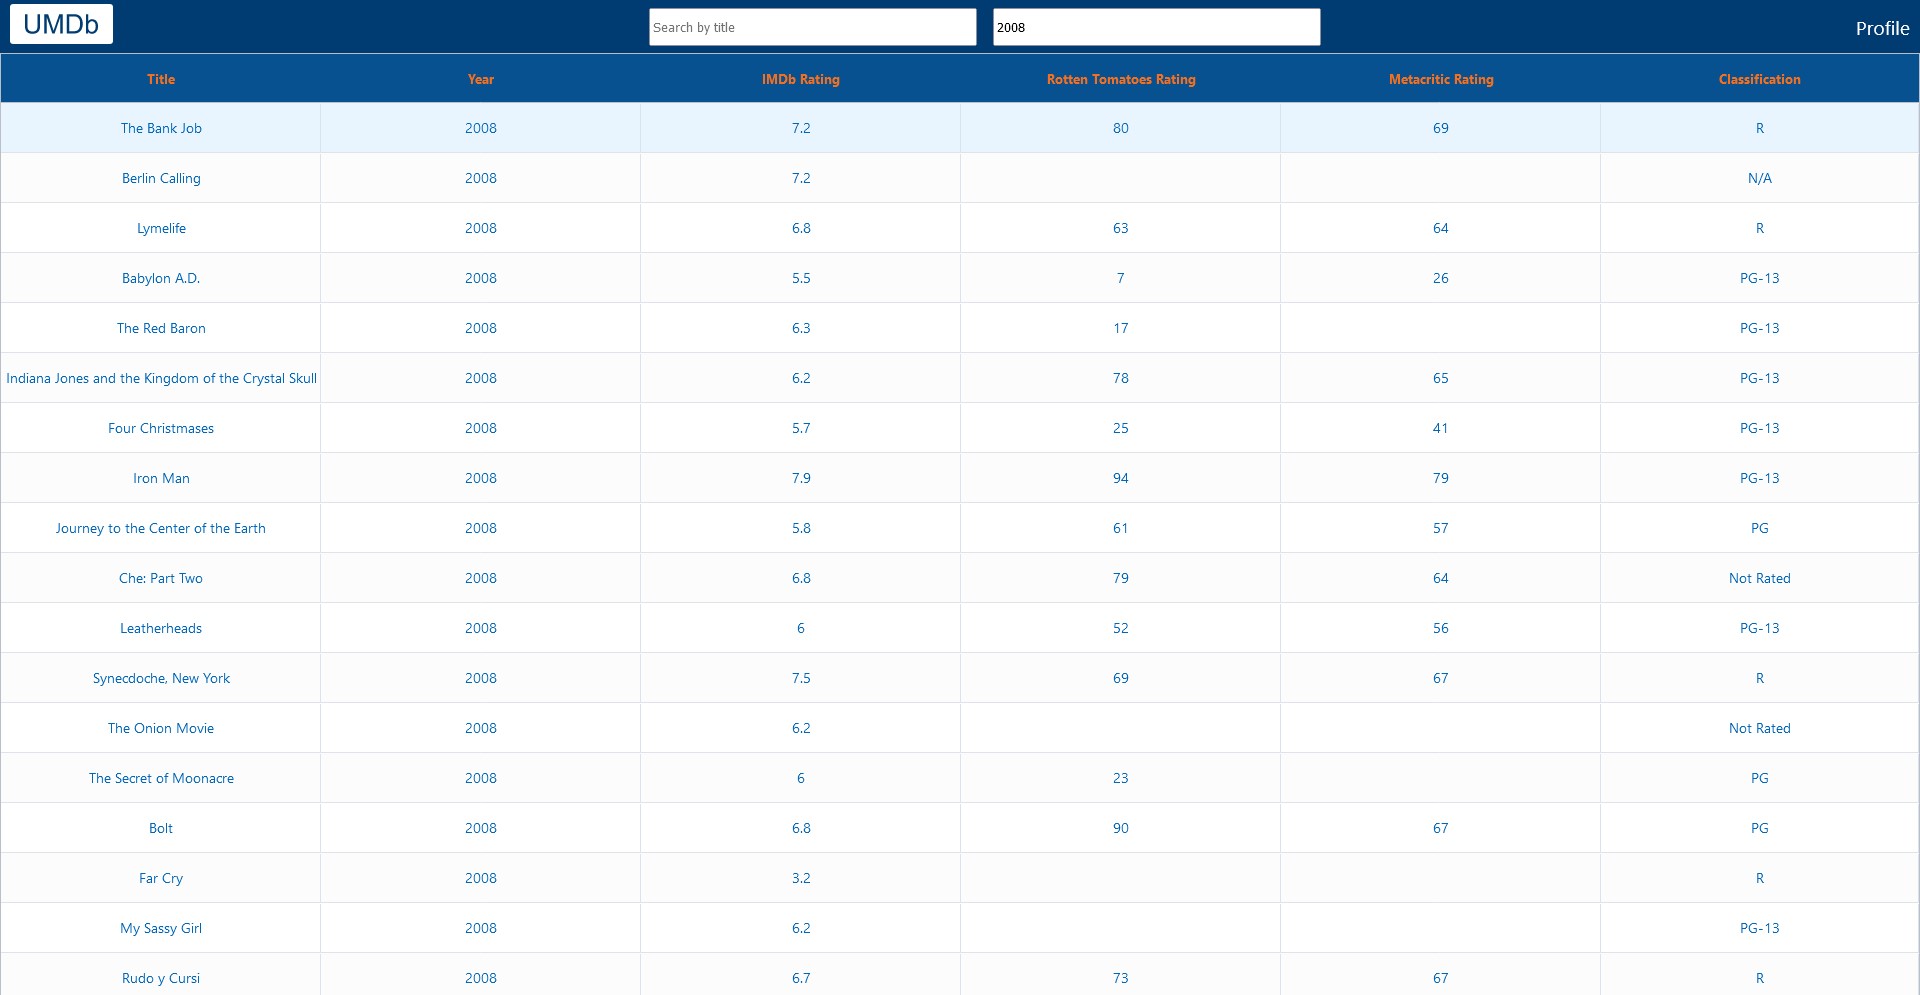 UMDb Search by title 2008 Profile
Title Year IMDb Rating Rotten Tomatoes Rating Metacritic Rating Classification
The Bank Job 2008 7.2 80 69 R
Berlin Calling 2008 7.2 N/A
Lymelife 2008 6.8 63 64 R
Babylon A.D. 2008 5.5 7 26 PG-13
The Red Baron 2008 6.3 17 PG-13
Indiana Jones and the Kingdom of the Crystal Skull 2008 6.2 78 65 PG-13
Four Christmases 2008 5.7 25 41 PG-13
Iron Man 2008 7.9 94 79 PG-13
Journey to the Center of the Earth 2008 5.8 61 57 PG
Che: Part Two 2008 6.8 79 64 Not Rated
Leatherheads 2008 6 52 56 PG-13
Synecdoche, New York 2008 7.5 69 67 R
The Onion Movie 2008 6.2 Not Rated
The Secret of Moonacre 2008 6 23 PG
Bolt 2008 6.8 90 67 PG
Far Cry 2008 3.2 R
My Sassy Girl 2008 6.2 PG-13
Rudo y Cursi 2008 6.7 73 67 R